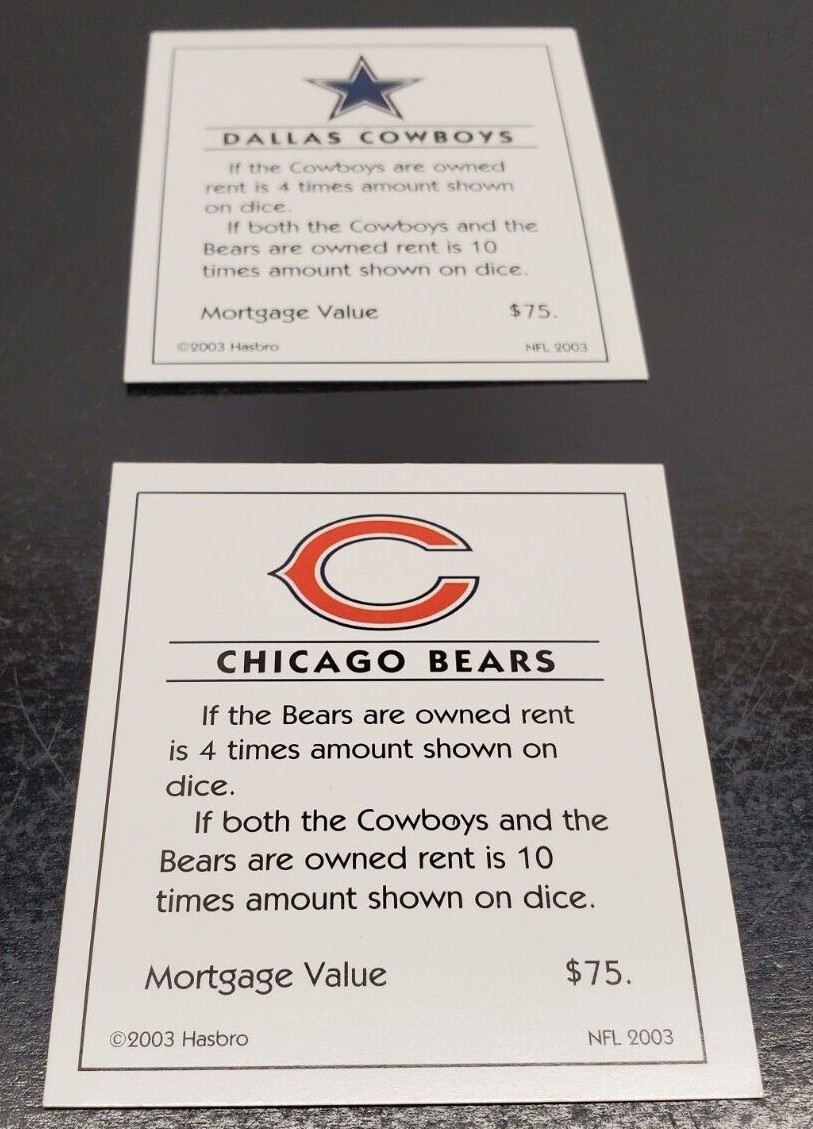 DALLAS COWBOYS
If the Cowboys are owned
rent is 4 times amount shown
on dice.
If both the Cowboys and the
Bears are owned rent is 10
times amount shown on dice.
Mortgage Value $75.
©2003 Hasbro NFL 2003
CHICAGO BEARS
If the Bears are owned rent
is 4 times amount shown on
dice.
If both the Cowboys and the
Bears are owned rent is 10
times amount shown on dice.
Mortgage Value $75.
©2003 Hasbro NFL 2003